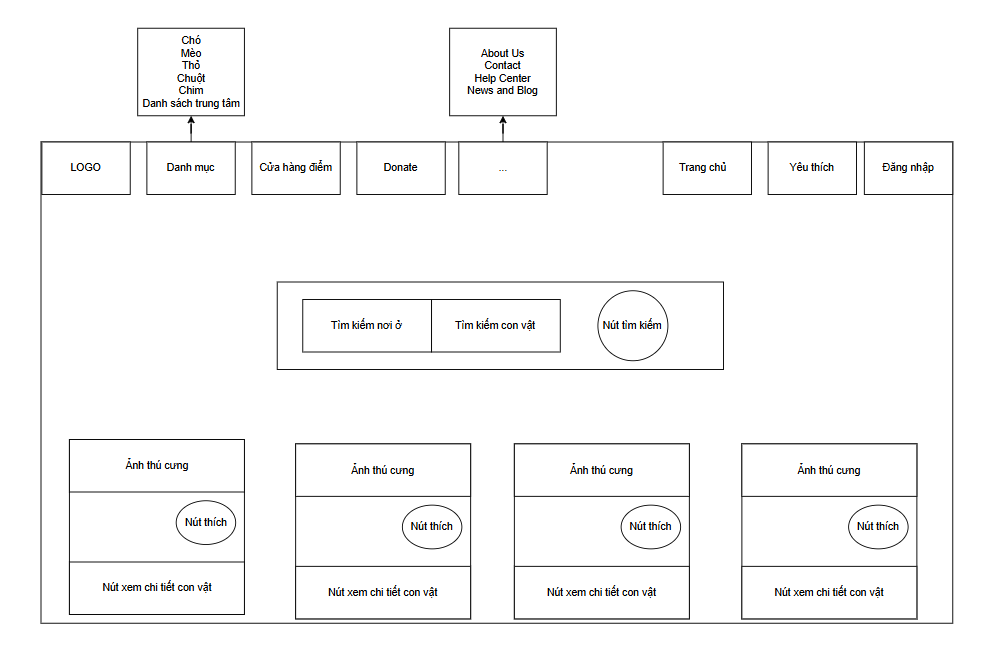 Chó
Mèo
Thỏ
Chuột
Chim
Danh sách trung tâm
About Us
Contact
Help Center
News and Blog
LOGO
Danh mục
Cửa hàng điểm
Donate
...
Trang chủ
Yêu thích
Đăng nhập
Tìm kiếm nơi ở
Tìm kiếm con vật
Nút tìm kiếm
Ảnh thú cưng
Nút thích
Nút xem chi tiết con vật
Ảnh thú cưng
Nút thích
Nút xem chi tiết con vật
Ảnh thú cưng
Nút thích
Nút xem chi tiết con vật
Ảnh thú cưng
Nút thích
Nút xem chi tiết con vật